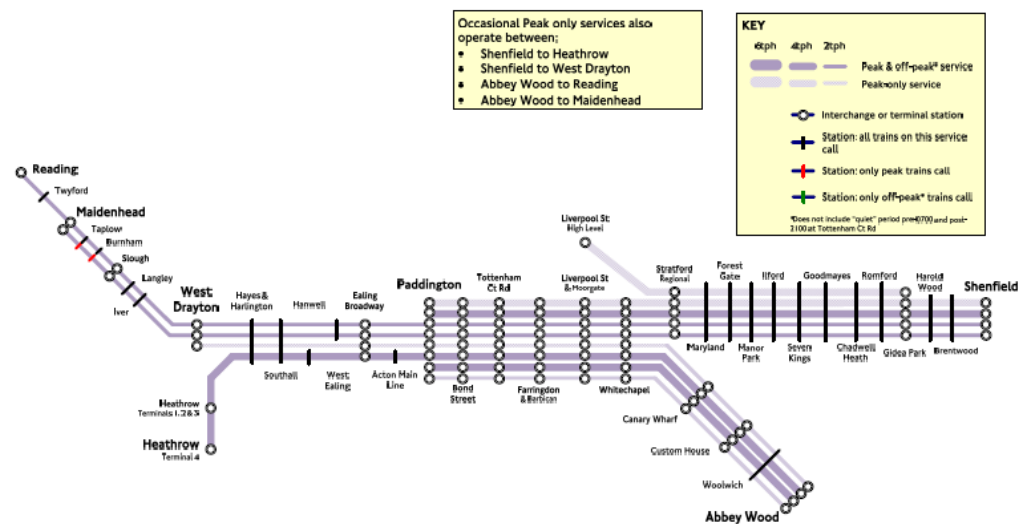 Occasional Peak only services also
operate between;
• Shenfield to Heathrow
• Shenfield to West Drayton
• Abbey Wood to Reading
• Abbey Wood to Maidenhead
KEY
6tph 4tph 2tph
Peak & off-peak* service
Peak-only service
Interchange or terminal station
Station: all trains on this service
call
Station: only peak trains call
Station: only off-peak* trains call
*Does not include "quiet" period pre-0700 and post-
2100 at Tottenham Ct Rd
Reading
Twyford
Maidenhead
Taplow
Burnham
Slough
Langley
Iver
West
Drayton
Hayes &
Harlington
Hanwell
Ealing
Broadway
Southall
West
Ealing
Acton Main
Line
Heathrow
Terminals 1, 2 & 3
Heathrow
Terminal 4
Paddington
Tottenham
Ct Rd
Liverpool St
& Moorgate
Bond
Street
Farringdon
& Barbican
Whitechapel
Liverpool St
High Level
Stratford
Regional
Forest
Gate
Ilford
Goodmayes
Romford
Harold
Wood
Shenfield
Maryland
Manor
Park
Seven
Kings
Chadwell
Heath
Gidea Park
Brentwood
Canary Wharf
Custom House
Woolwich
Abbey Wood